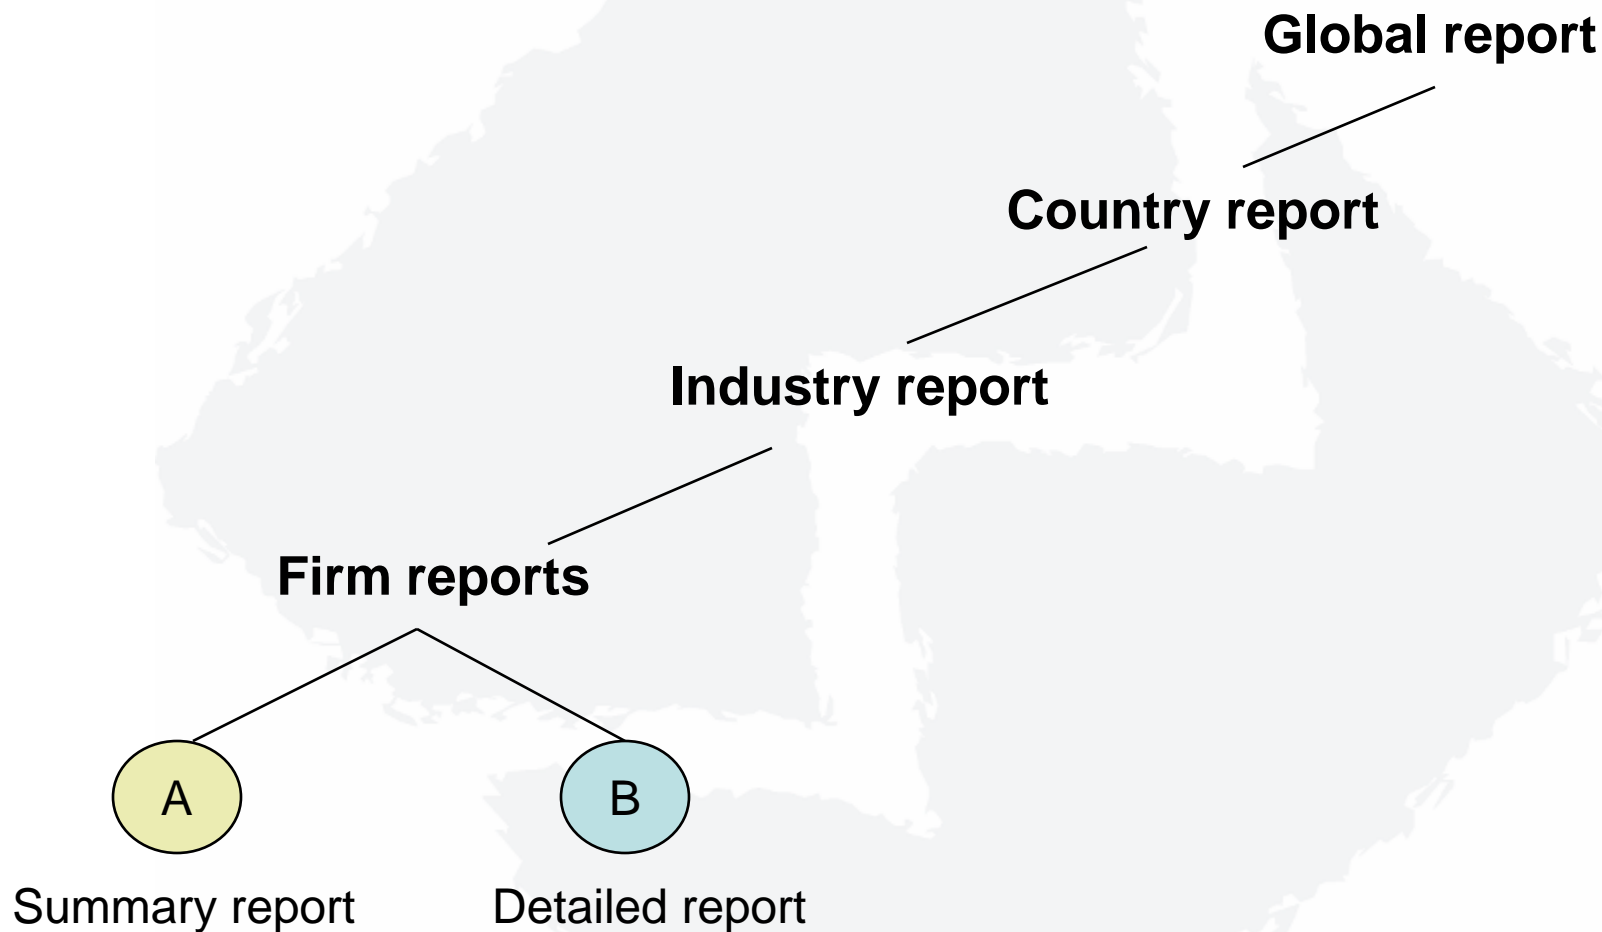 Global report
Country report
Industry report
Firm reports
A
B
Summary report
Detailed report